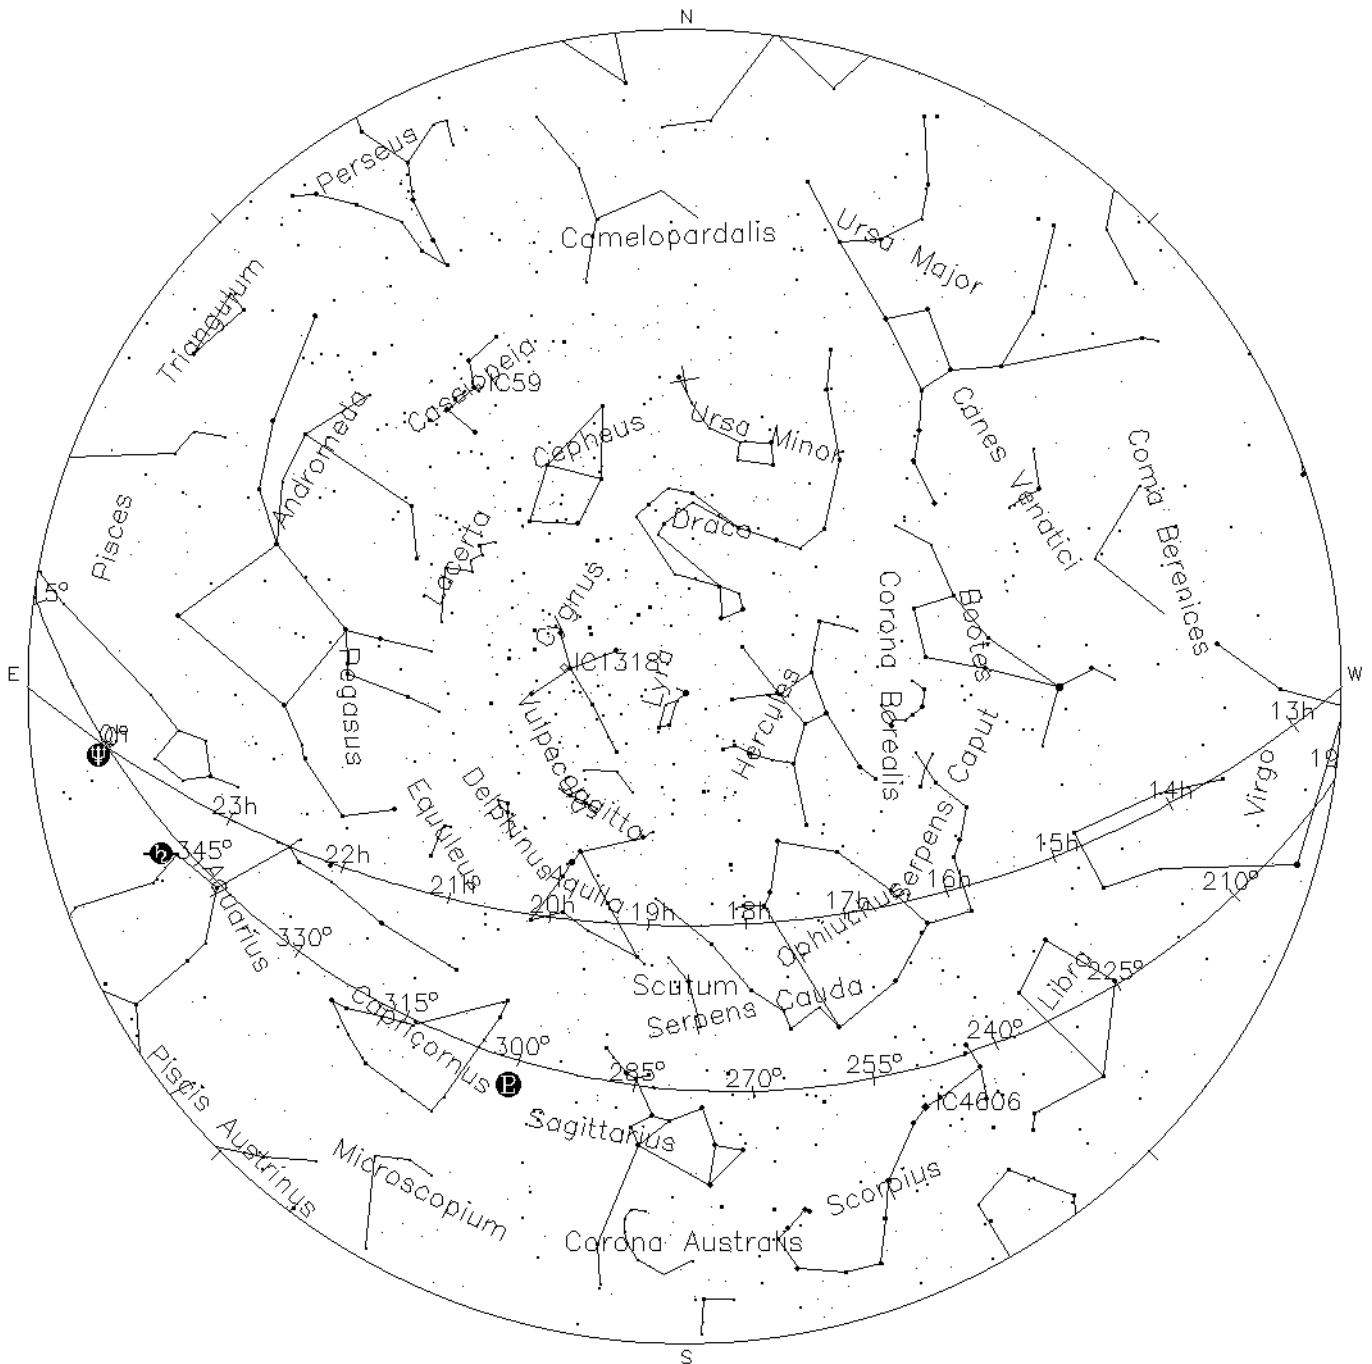 N
Perseus
Camelopardalis
Ursa Major
Triangulum
Cassiopeia
IC59
Cepheus
Ursa Minor
Andromeda
Canes Venatici
Coma Berenices
Pisces
Lacerta
Draco
Cygnus
Corona Borealis
Bootes
15°
E
W
Pegasus
IC1318
Lyra
Vulpecula
Hercules
Serpens Caput
13h
0h
Virgo
19
23h
Equuleus
Delphinus
Sagitta
14h
345°
22h
21h
20h
19h
18h
17h
16h
15h
210°
Aquarius
Aquila
Ophiuchus
330°
Scutum
Serpens Cauda
Libra
225°
Capricornus
315°
300°
285°
270°
255°
240°
Piscis Austrinus
Sagittarius
IC4606
Microscopium
Scorpius
Corona Australis
S